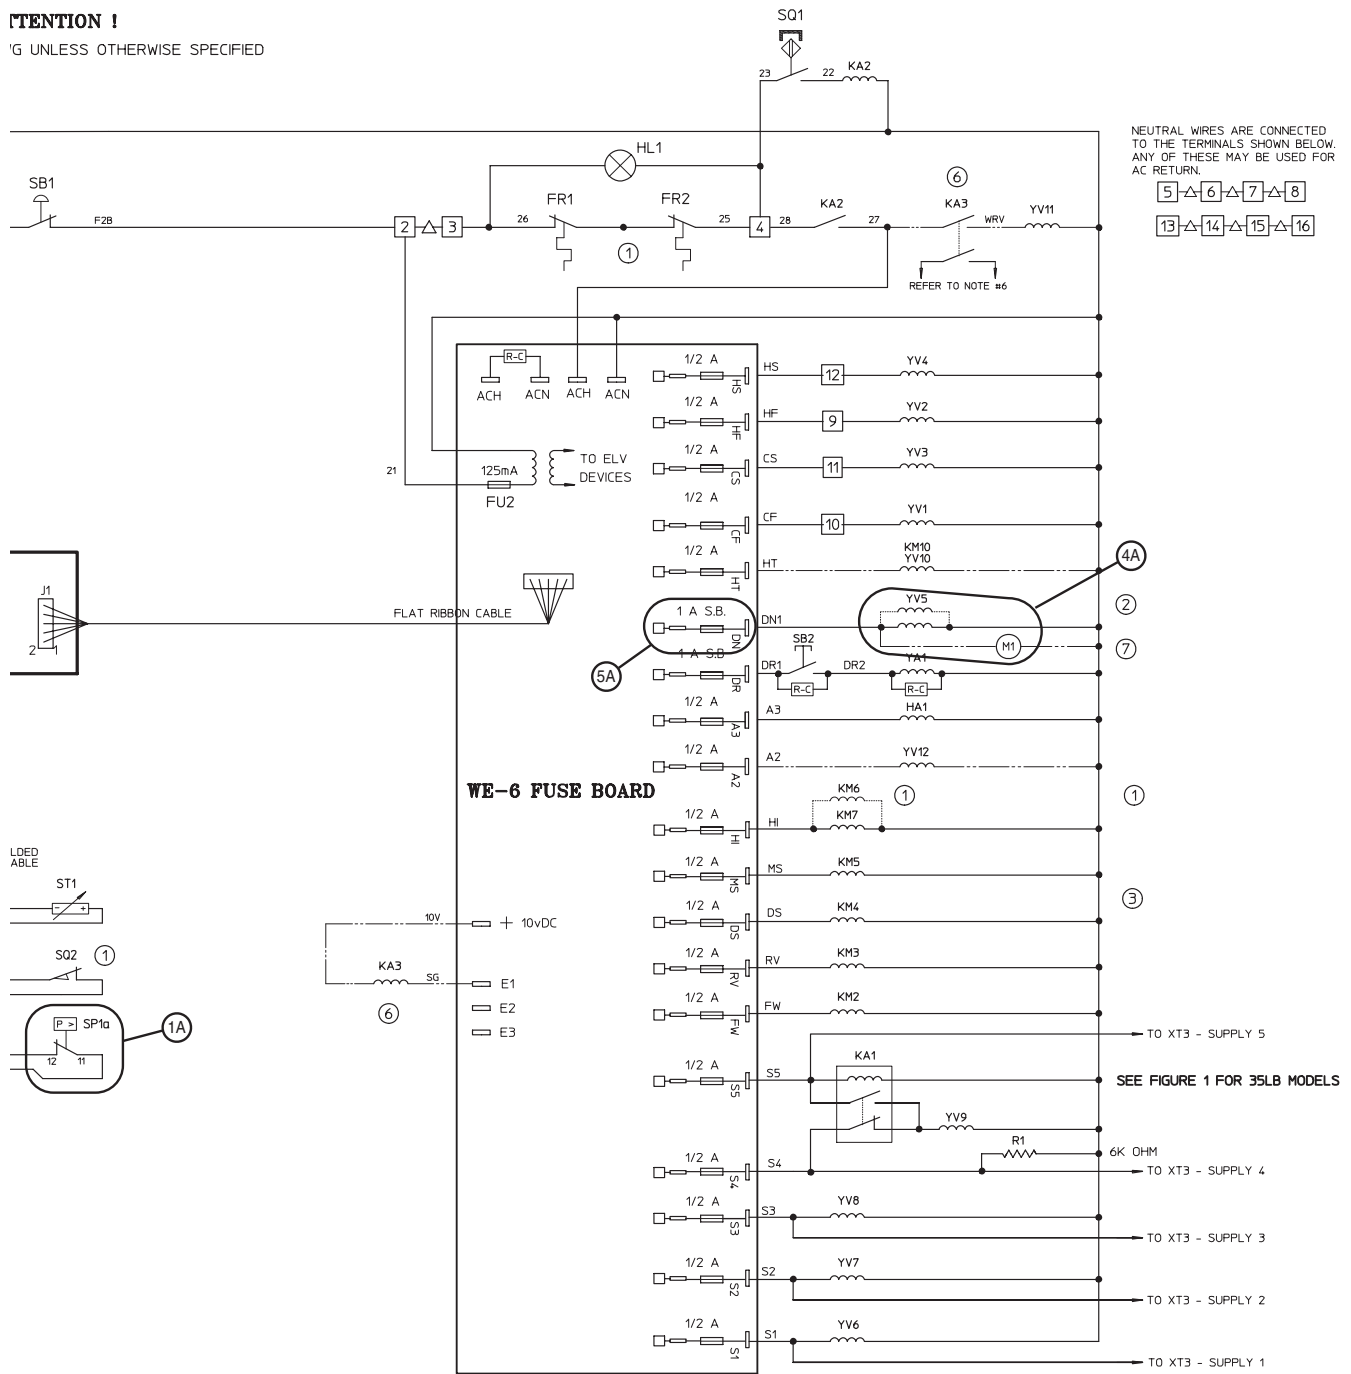 TTENTION !
SQ1
'G UNLESS OTHERWISE SPECIFIED
23 22 KA2
NEUTRAL WIRES ARE CONNECTED
TO THE TERMINALS SHOWN BELOW.
ANY OF THESE MAY BE USED FOR
AC RETURN.
5 6 7 8
13 14 15 16
HL1
6
SB1
FR1 FR2 KA2 KA3 YV11
F2B 2 3 26 25 4 28 27 WRV
1
REFER TO NOTE #6
R-C
ACH ACN ACH ACN
1/2 A HS HS 12 YV4
1/2 A HF HF 9 YV2
1/2 A CS CS 11 YV3
21 125mA TO ELV
DEVICES
FU2
1/2 A CF CF 10 YV1
1/2 A HT HT KM10
YV10
4A
J1
2 1
FLAT RIBBON CABLE
1 A S.B. DN DN1 YV5 2
M1 7
5A
1 A S.B DR DR1 SB2 DR2 YA1
R-C R-C
1/2 A A3 A3 HA1
1/2 A A2 A2 YV12
WE-6 FUSE BOARD
KM6 1 1
1/2 A HI HI KM7
1/2 A MS MS KM5
LDED
ABLE
ST1
- +
3
1/2 A DS DS KM4
10V + 10vDC
SQ2 1
1/2 A RV RV KM3
KA3 SG E1
6
E2
E3
1/2 A FW FW KM2
P > SP1a 1A
12 11
TO XT3 - SUPPLY 5
1/2 A S5 S5 KA1
SEE FIGURE 1 FOR 35LB MODELS
YV9
R1 6K OHM
1/2 A S4 S4 TO XT3 - SUPPLY 4
1/2 A S3 S3 YV8
TO XT3 - SUPPLY 3
1/2 A S2 S2 YV7
TO XT3 - SUPPLY 2
1/2 A S1 S1 YV6
TO XT3 - SUPPLY 1